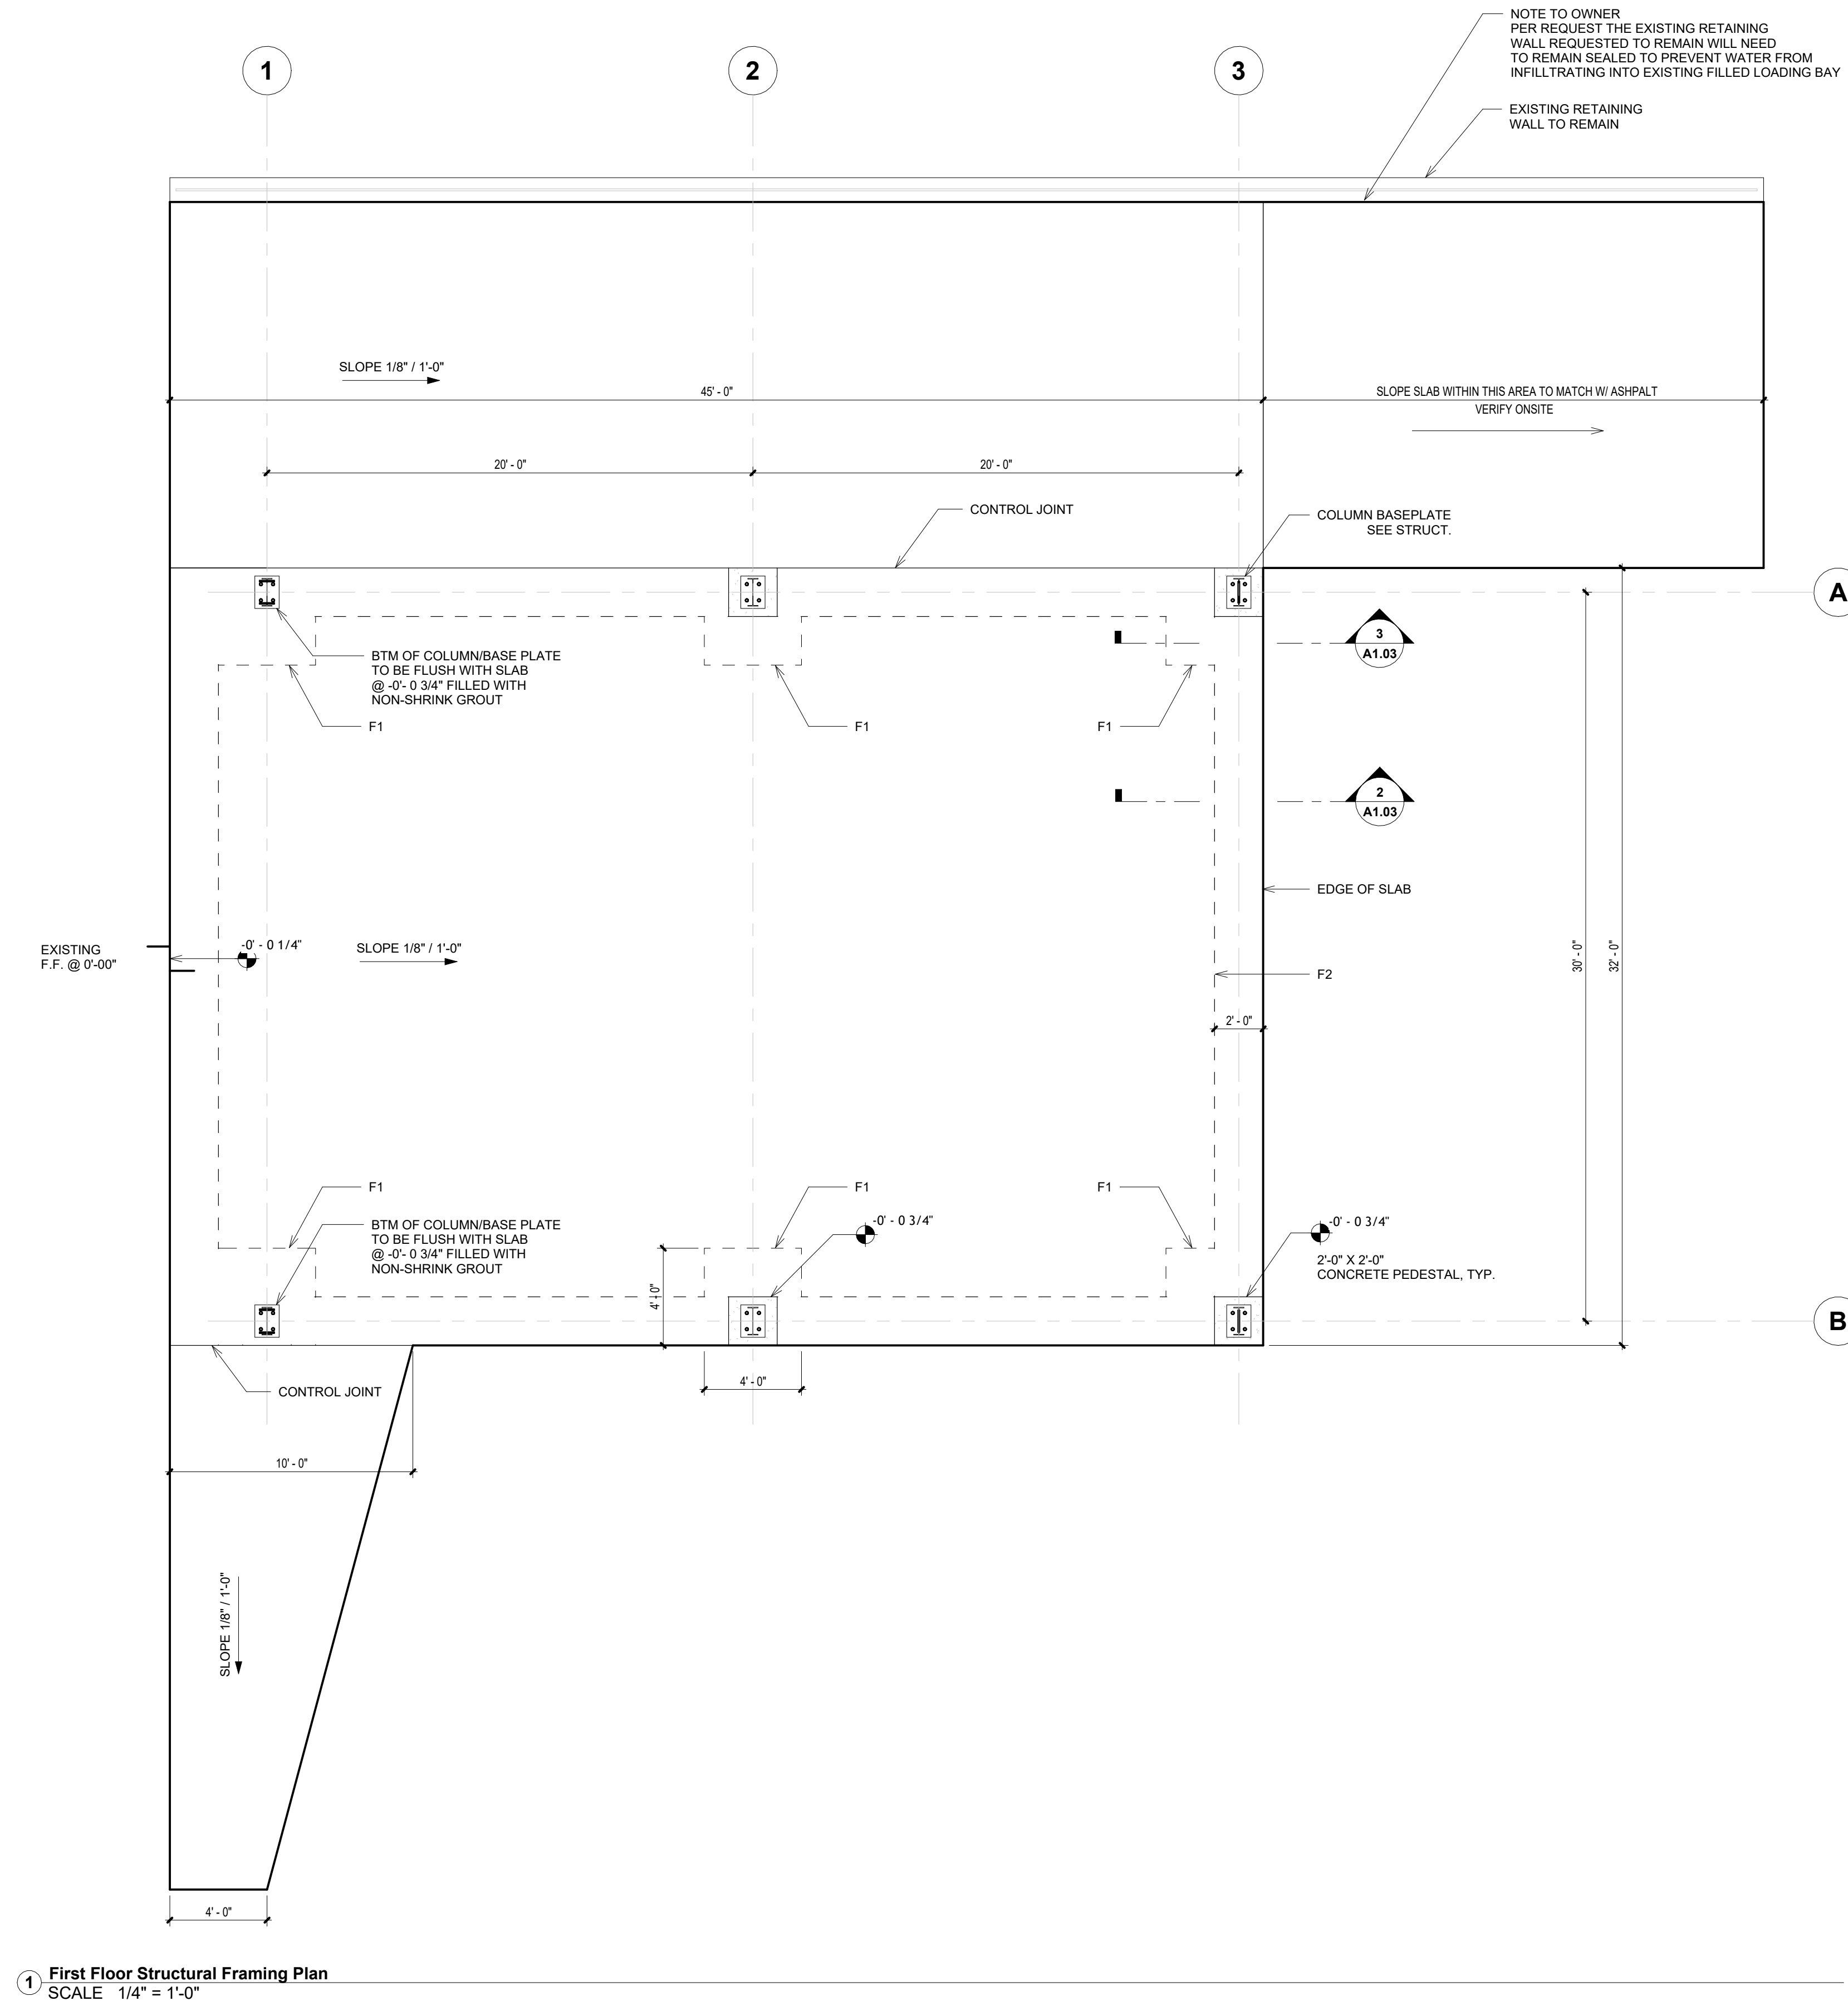 NOTE TO OWNER
PER REQUEST THE EXISTING RETAINING
WALL REQUESTED TO REMAIN WILL NEED
TO REMAIN SEALED TO PREVENT WATER FROM
INFILLTRATING INTO EXISTING FILLED LOADING BAY
1
2
3
EXISTING RETAINING
WALL TO REMAIN
SLOPE 1/8" / 1'-0"
45' - 0"
SLOPE SLAB WITHIN THIS AREA TO MATCH W/ ASHPALT
VERIFY ONSITE
20' - 0"
20' - 0"
CONTROL JOINT
COLUMN BASEPLATE
SEE STRUCT.
A
3
A1.03
BTM OF COLUMN/BASE PLATE
TO BE FLUSH WITH SLAB
@ -0'- 0 3/4" FILLED WITH
NON-SHRINK GROUT
F1
F1
F1
2
A1.03
EDGE OF SLAB
EXISTING
F.F. @ 0'-00"
-0' - 0 1/4"
SLOPE 1/8" / 1'-0"
30' - 0"
32' - 0"
F2
2' - 0"
F1
F1
F1
BTM OF COLUMN/BASE PLATE
TO BE FLUSH WITH SLAB
@ -0'- 0 3/4" FILLED WITH
NON-SHRINK GROUT
-0' - 0 3/4"
-0' - 0 3/4"
2'-0" X 2'-0"
CONCRETE PEDESTAL, TYP.
4' - 0"
B
4' - 0"
CONTROL JOINT
10' - 0"
SLOPE 1/8" / 1'-0"
4' - 0"
1
First Floor Structural Framing Plan
SCALE 1/4" = 1'-0"